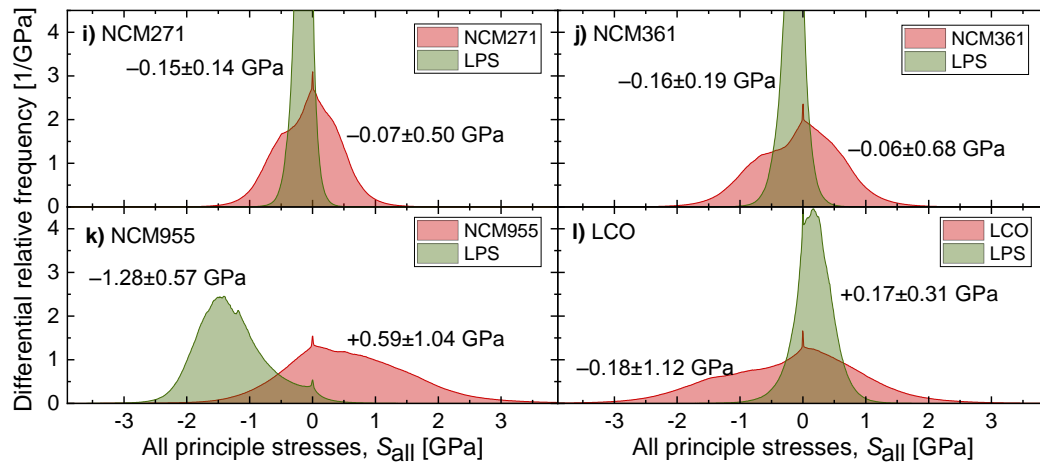 Differential relative frequency [1/GPa]
i) NCM271
NCM271
LPS
–0.15±0.14 GPa
–0.07±0.50 GPa
4
3
2
1
0
j) NCM361
NCM361
LPS
–0.16±0.19 GPa
–0.06±0.68 GPa
k) NCM955
NCM955
LPS
–1.28±0.57 GPa
+0.59±1.04 GPa
4
3
2
1
0
-3 -2 -1 0 1 2 3
All principle stresses, Sall [GPa]
l) LCO
LCO
LPS
+0.17±0.31 GPa
–0.18±1.12 GPa
-3 -2 -1 0 1 2 3
All principle stresses, Sall [GPa]